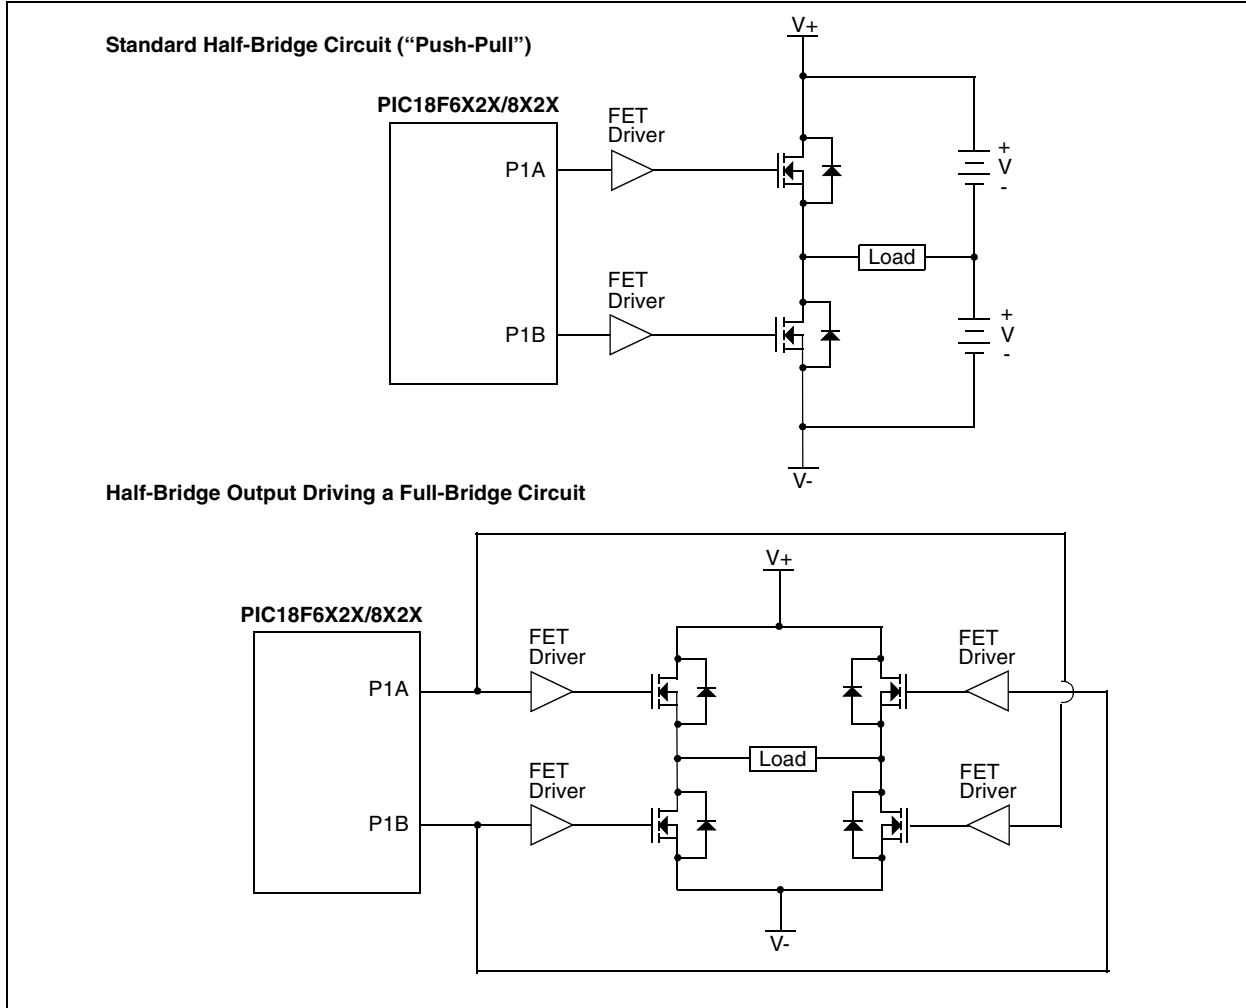 V+
Standard Half-Bridge Circuit (“Push-Pull”)
PIC18F6X2X/8X2X
FET
Driver
P1A
+
V
-
Load
FET
Driver
P1B
+
V
-
V-
Half-Bridge Output Driving a Full-Bridge Circuit
V+
PIC18F6X2X/8X2X
FET
Driver
FET
Driver
P1A
Load
FET
Driver
FET
Driver
P1B
V-